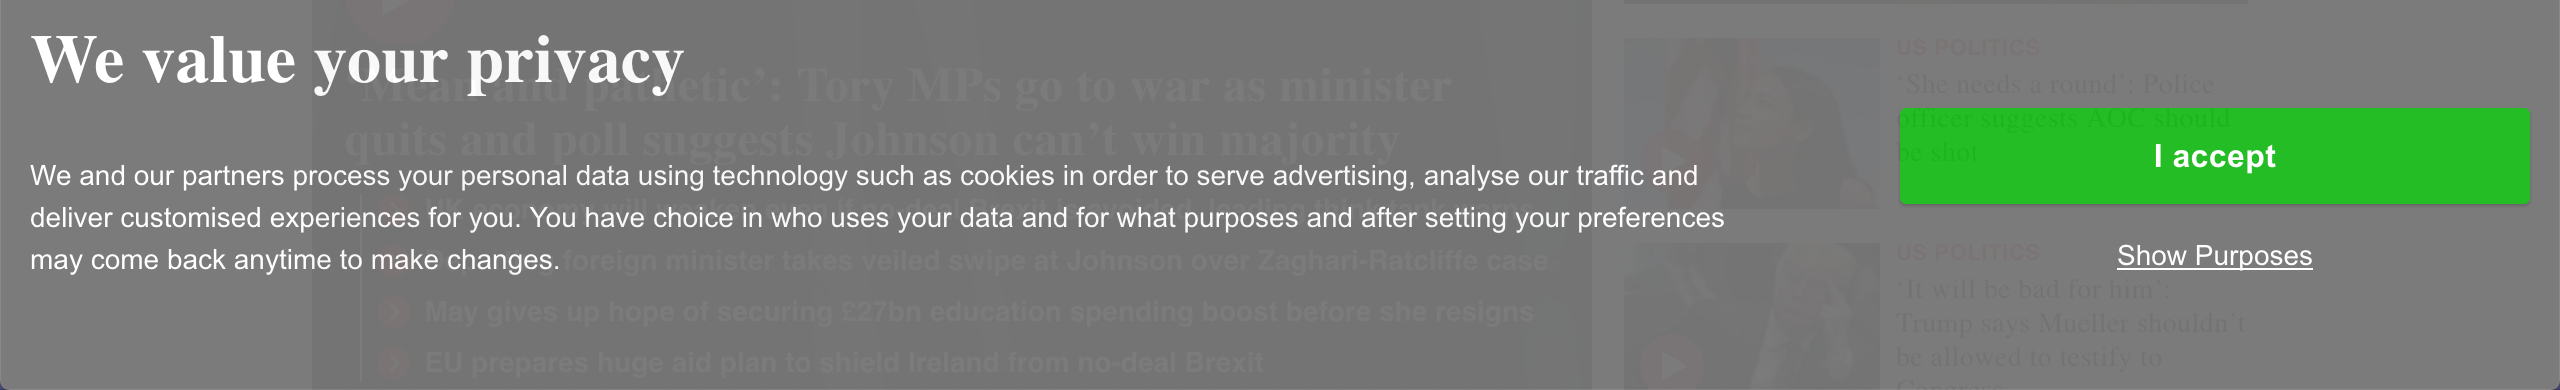 We value your privacy
We and our partners process your personal data using technology such as cookies in order to serve advertising, analyse our traffic and
deliver customised experiences for you. You have choice in who uses your data and for what purposes and after setting your preferences
may come back anytime to make changes.
I accept
Show Purposes
'Mean and pathetic’: Tory MPs go to war as minister
quits and poll suggests Johnson can’t win majority
foreign minister takes veiled swipe at Johnson over Zaghari-Ratcliffe case
May gives up hope of securing £27bn education spending boost before she resigns
EU prepares huge aid plan to shield Ireland from no-deal Brexit
US POLITICS
‘She needs a round’: Police
officer suggests AOC should
be shot
US POLITICS
‘It will be bad for him’:
Trump says Mueller shouldn’t
be allowed to testify to
Congress